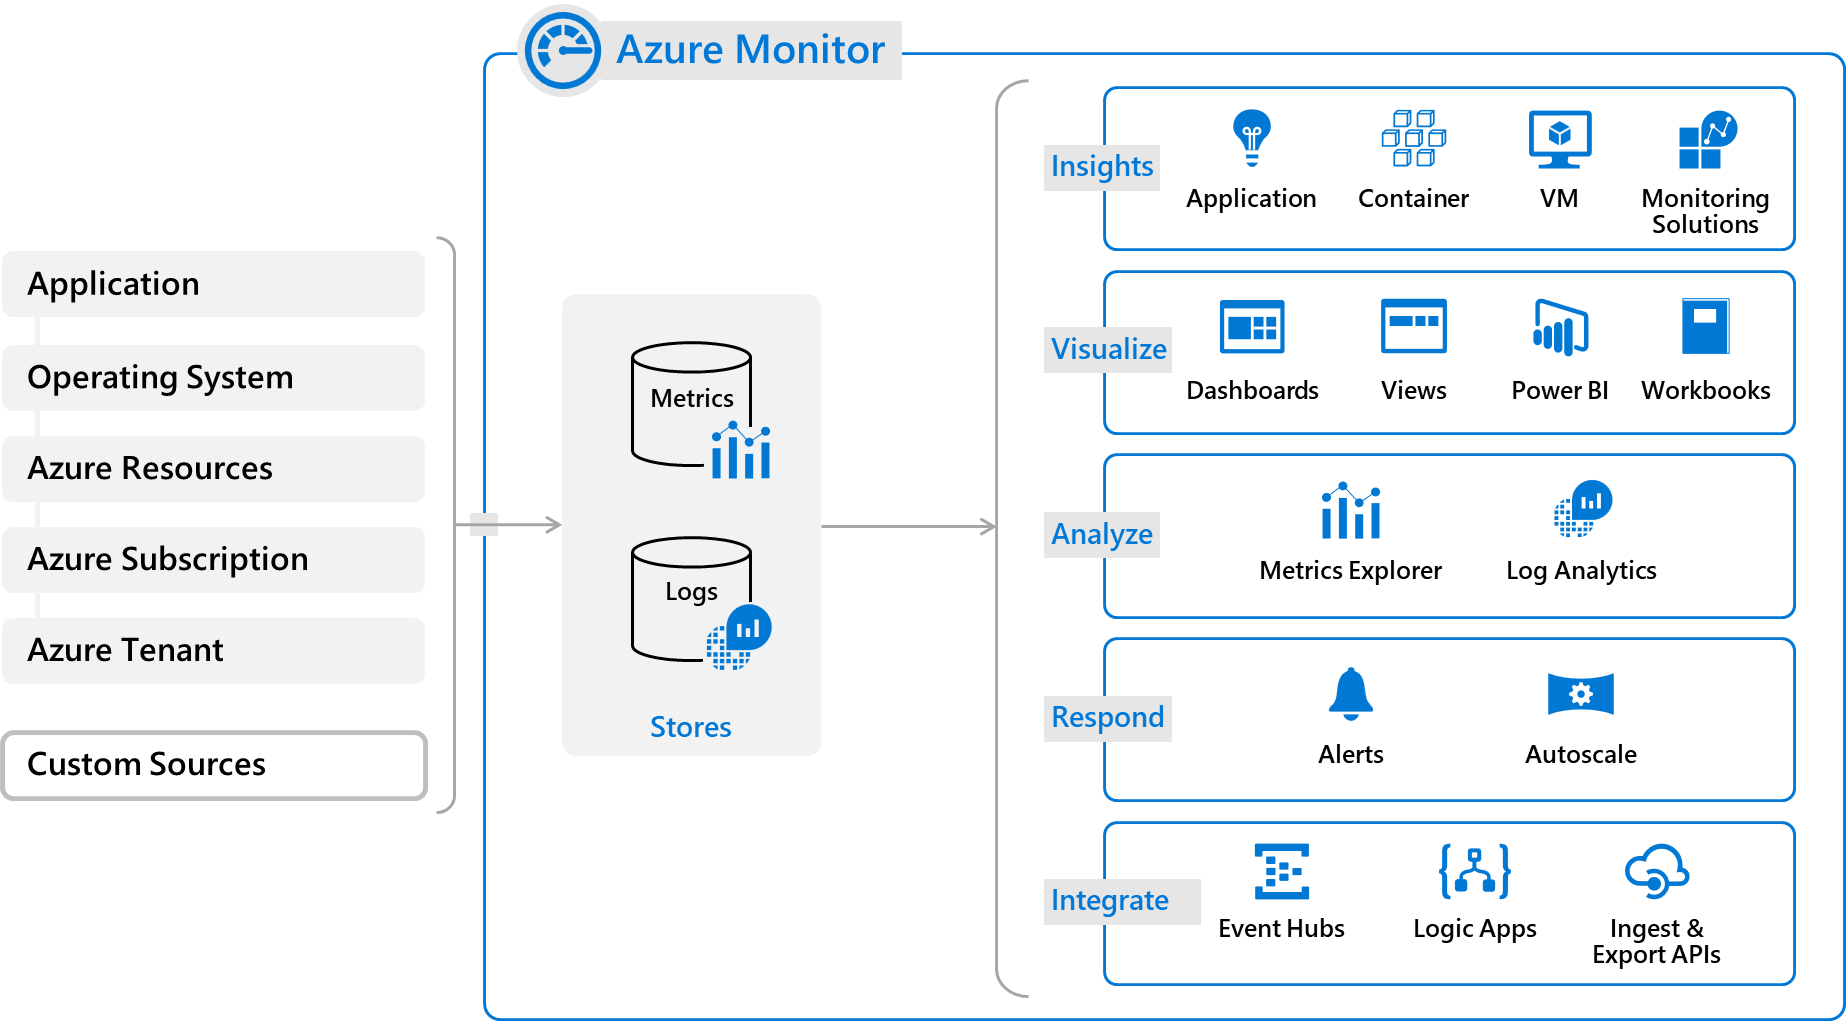 Azure Monitor
Application
Operating System
Azure Resources
Azure Subscription
Azure Tenant
Custom Sources
Metrics
Logs
Stores
Insights
Application
Container
VM
Monitoring
Solutions
Visualize
Dashboards
Views
Power BI
Workbooks
Analyze
Metrics Explorer
Log Analytics
Respond
Alerts
Autoscale
Integrate
Event Hubs
Logic Apps
Ingest &
Export APIs